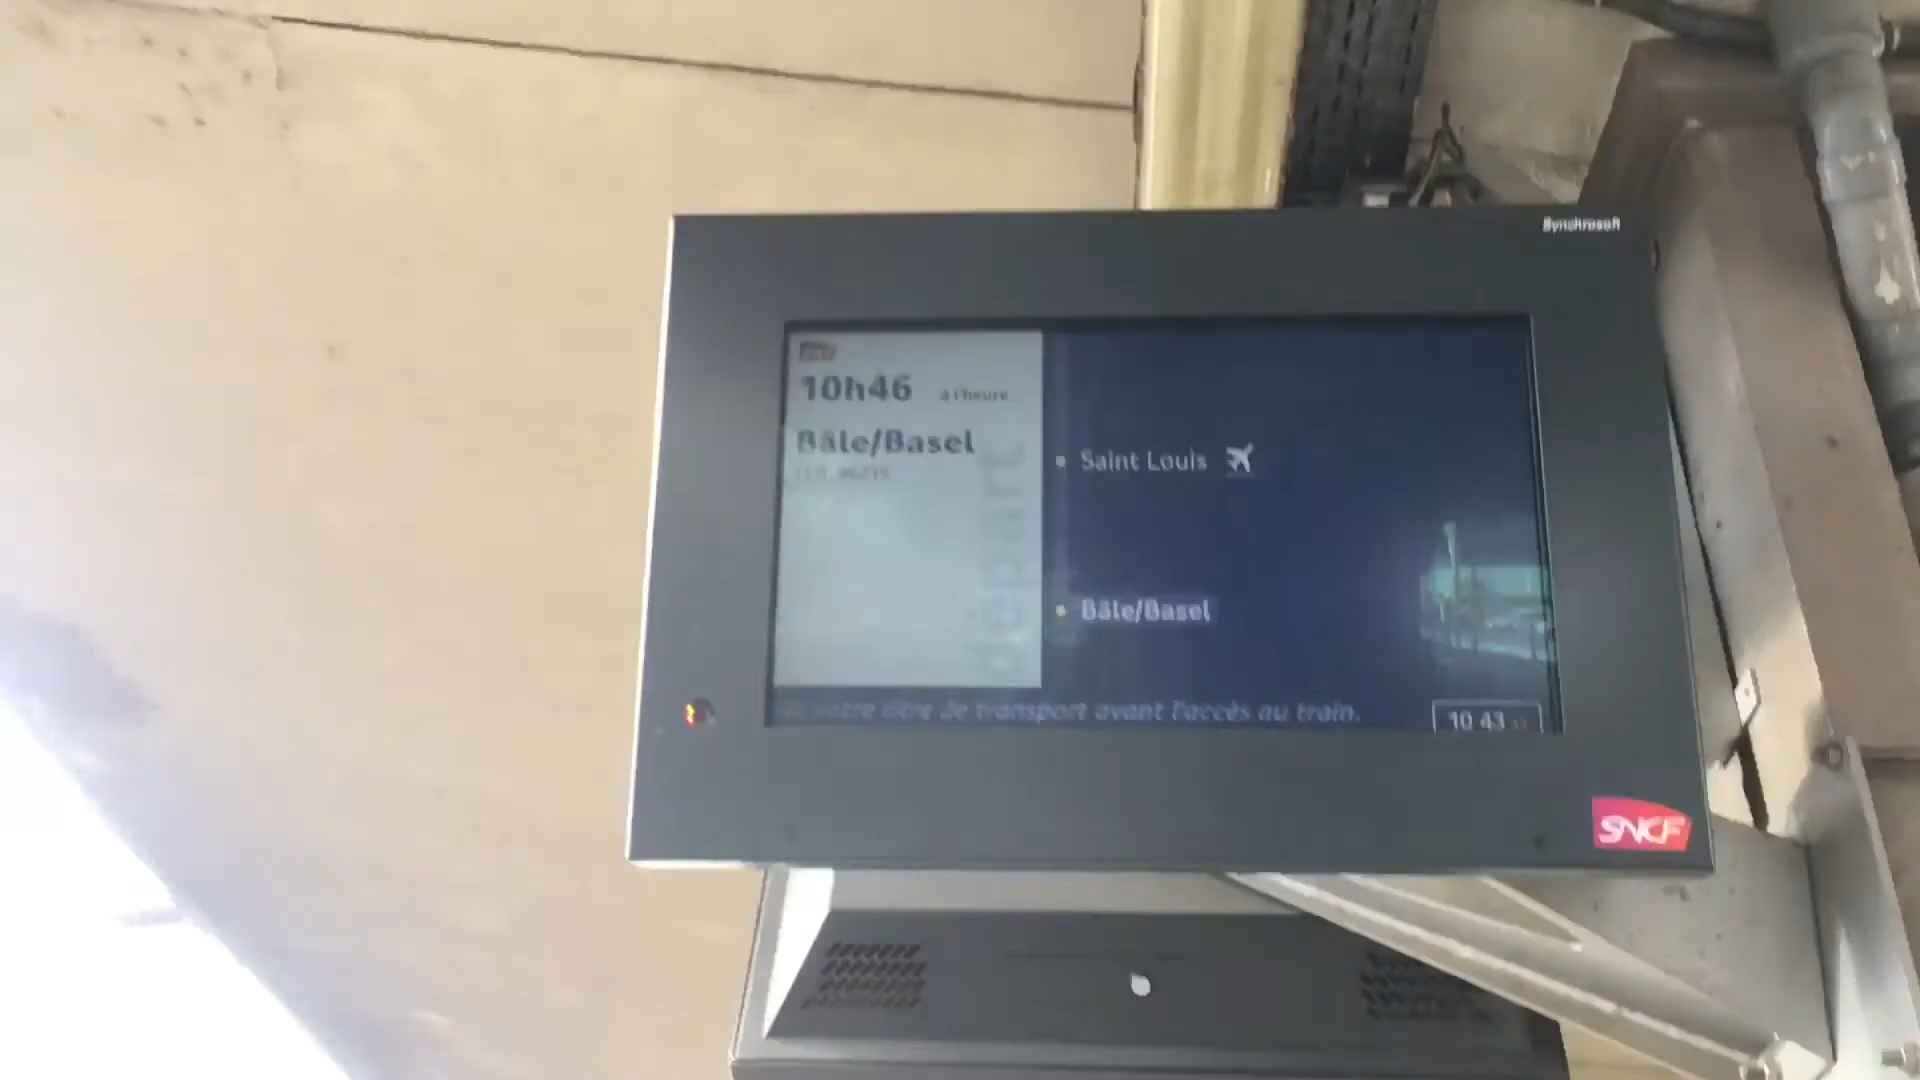 Synchrosoft
10h46 à l'heure
Bâle/Basel
départ
Saint Louis
Bâle/Basel
votre titre de transport avant l'accès au train.
10 43
SNCF